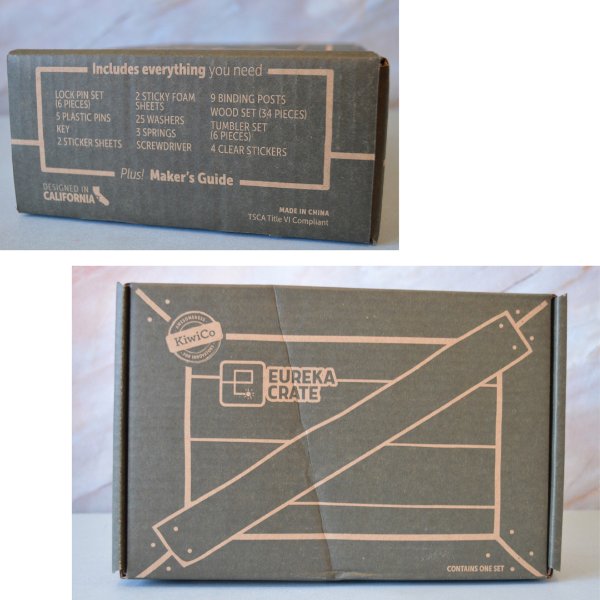 Includes everything you need
LOCK PIN SET
(6 PIECES)
5 PLASTIC PINS
KEY
2 STICKER SHEETS
2 STICKY FOAM
SHEETS
25 WASHERS
3 SPRINGS
SCREWDRIVER
9 BINDING POSTS
WOOD SET (34 PIECES)
TUMBLER SET
(6 PIECES)
4 CLEAR STICKERS
Plus! Maker's Guide
DESIGNED IN
CALIFORNIA
MADE IN CHINA
TSCA Title VI Compliant
KiwiCo
FOR INNOVATORS
EUREKA
CRATE
CONTAINS ONE SET